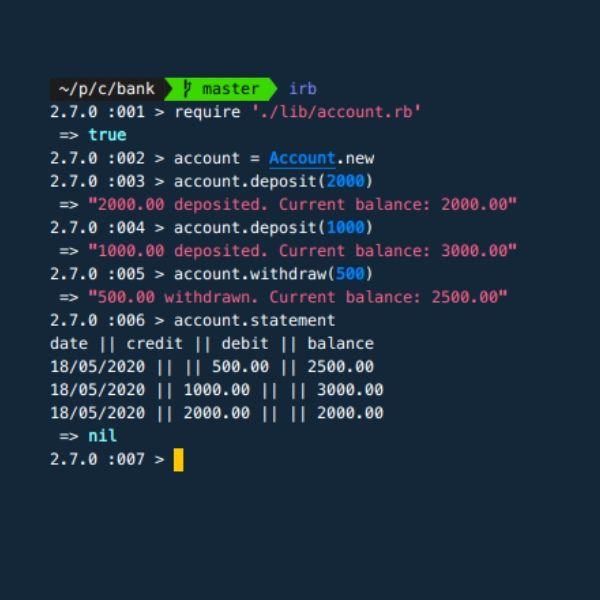 ~/p/c/bank master irb
2.7.0 :001 > require './lib/account.rb'
=> true
2.7.0 :002 > account = Account.new
2.7.0 :003 > account.deposit(2000)
=> "2000.00 deposited. Current balance: 2000.00"
2.7.0 :004 > account.deposit(1000)
=> "1000.00 deposited. Current balance: 3000.00"
2.7.0 :005 > account.withdraw(500)
=> "500.00 withdrawn. Current balance: 2500.00"
2.7.0 :006 > account.statement
date || credit || debit || balance
18/05/2020 || || 500.00 || 2500.00
18/05/2020 || 1000.00 || || 3000.00
18/05/2020 || 2000.00 || || 2000.00
=> nil
2.7.0 :007 >